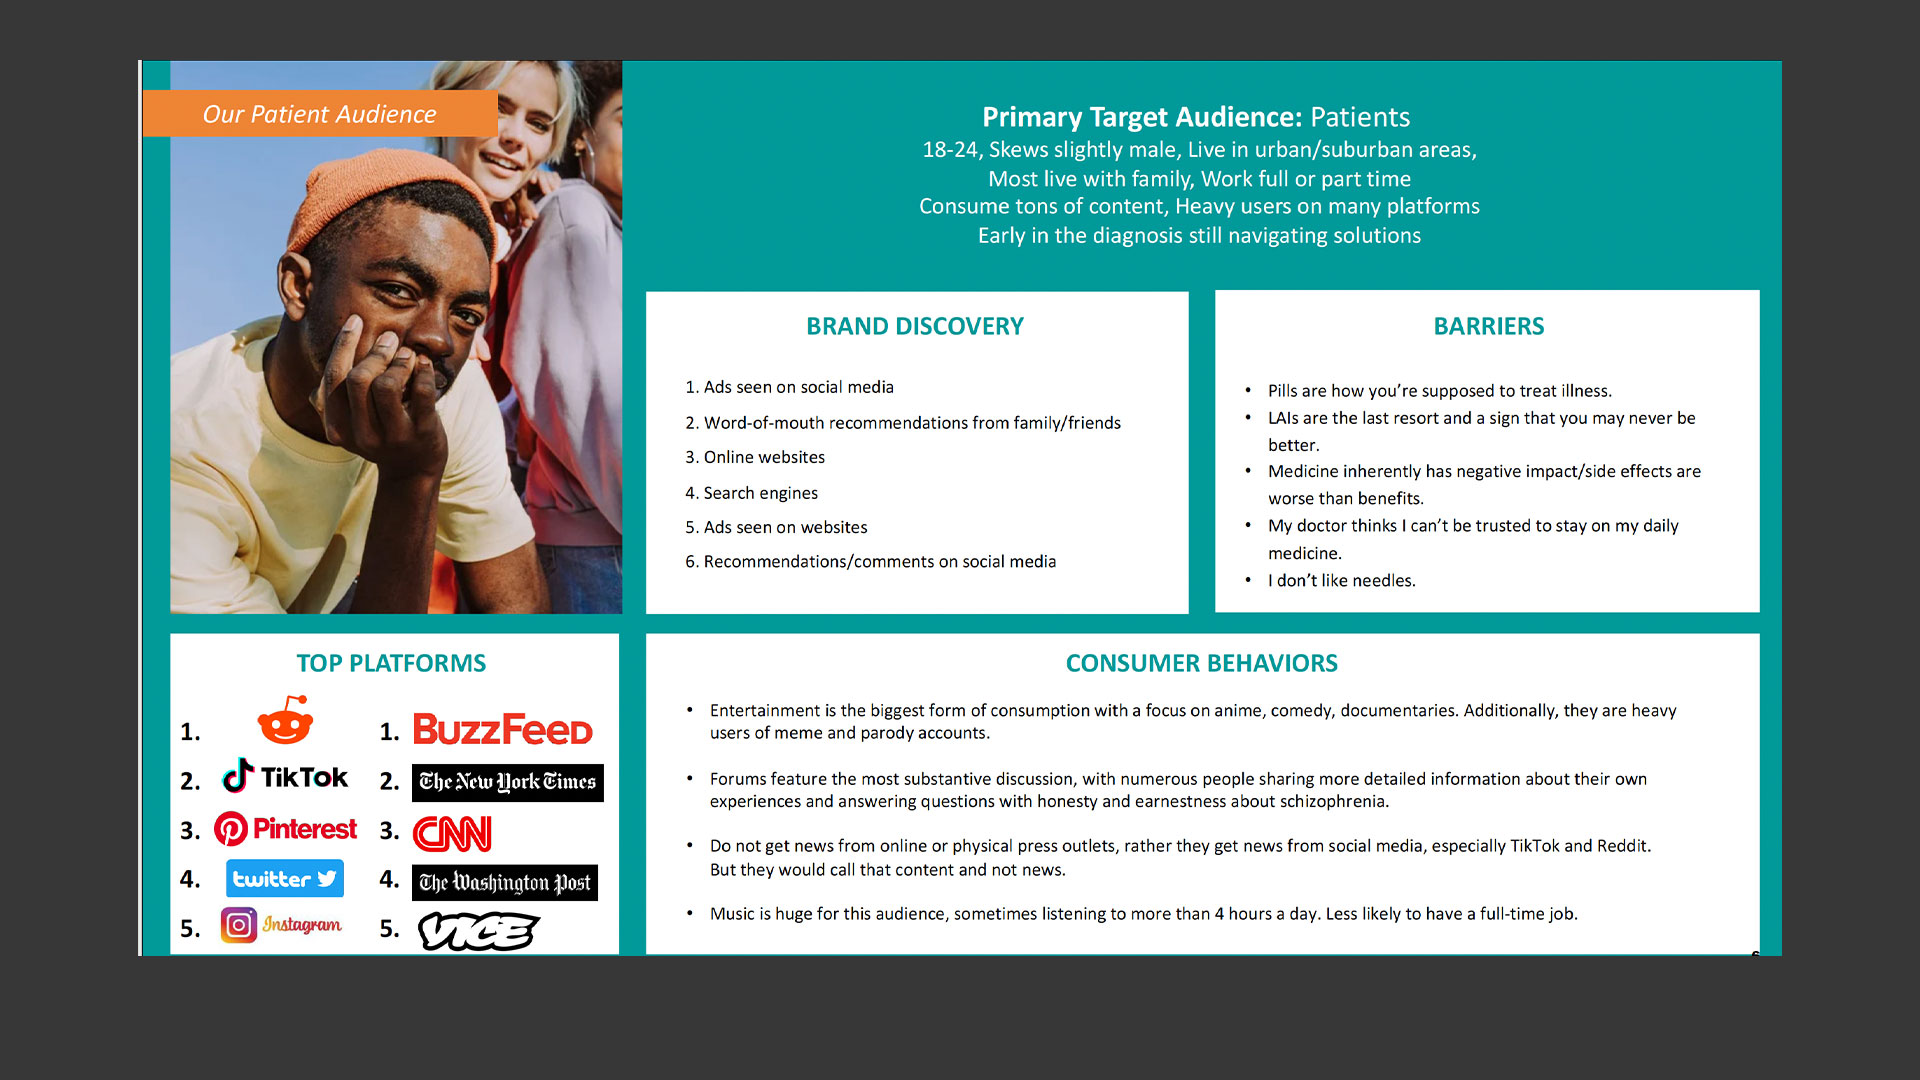 Our Patient Audience
Primary Target Audience: Patients
18-24, Skews slightly male, Live in urban/suburban areas,
Most live with family, Work full or part time
Consume tons of content, Heavy users on many platforms
Early in the diagnosis still navigating solutions
BRAND DISCOVERY
1. Ads seen on social media
2. Word-of-mouth recommendations from family/friends
3. Online websites
4. Search engines
5. Ads seen on websites
6. Recommendations/comments on social media
BARRIERS
• Pills are how you’re supposed to treat illness.
• LAIs are the last resort and a sign that you may never be
better.
• Medicine inherently has negative impact/side effects are
worse than benefits.
• My doctor thinks I can’t be trusted to stay on my daily
medicine.
• I don’t like needles.
TOP PLATFORMS
1.
2. TikTok
3. Pinterest
4. twitter
5. Instagram
1. BuzzFeed
2. The New York Times
3. CNN
4. The Washington Post
5. VICE
CONSUMER BEHAVIORS
• Entertainment is the biggest form of consumption with a focus on anime, comedy, documentaries. Additionally, they are heavy
users of meme and parody accounts.
• Forums feature the most substantive discussion, with numerous people sharing more detailed information about their own
experiences and answering questions with honesty and earnestness about schizophrenia.
• Do not get news from online or physical press outlets, rather they get news from social media, especially TikTok and Reddit.
But they would call that content and not news.
• Music is huge for this audience, sometimes listening to more than 4 hours a day. Less likely to have a full-time job.